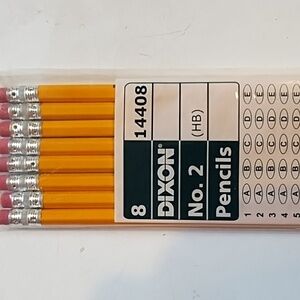 8 14408
DIXON®
No. 2 (HB)
Pencils
1 A B C D E
2 A B C D E
3 A B C D E
4 A B C D E
5 A B C D E